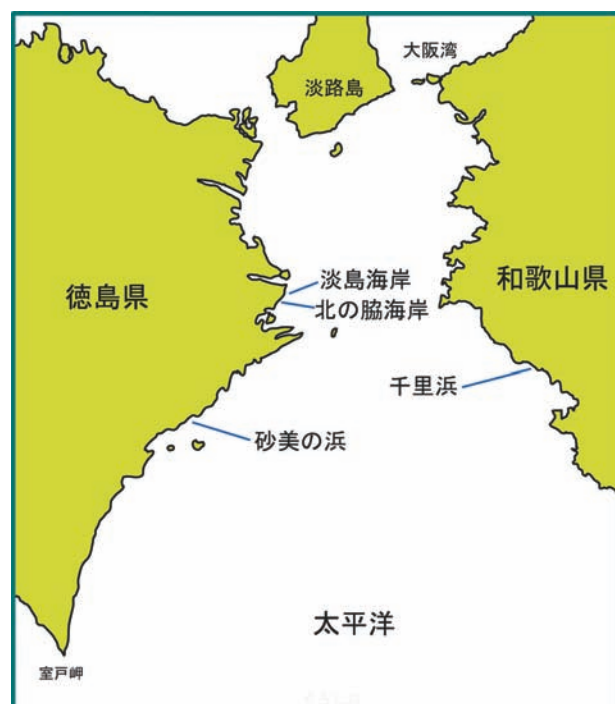 大阪湾
淡路島
淡島海岸
徳島県
和歌山県
北の脇海岸
千里浜
砂美の浜
太平洋
室戸岬